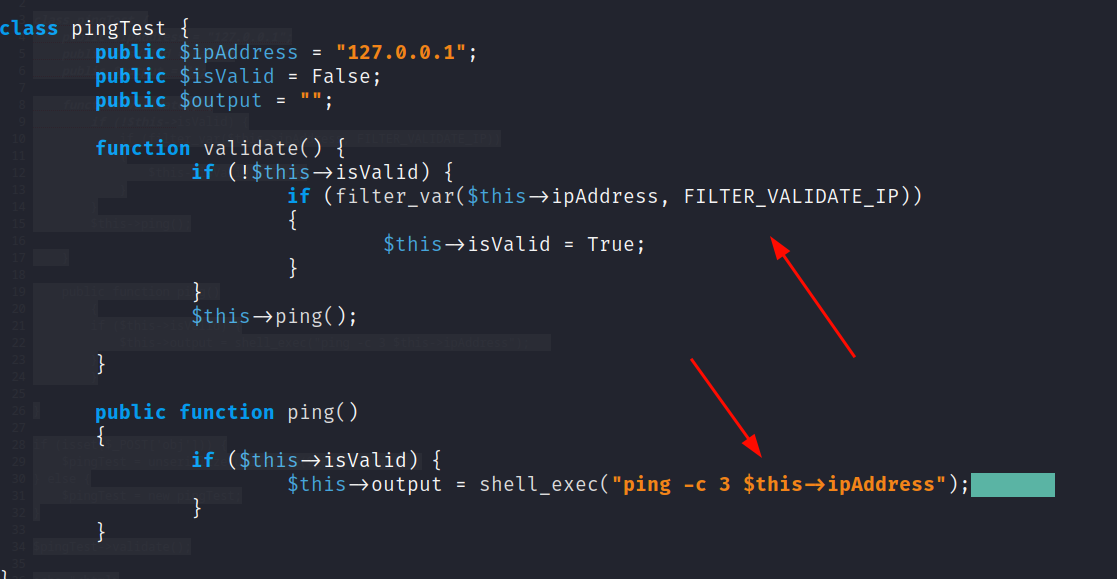 class pingTest {
public $ipAddress = "127.0.0.1";
public $isValid = False;
public $output = "";
function validate() {
if (!$this->isValid) {
if (filter_var($this->ipAddress, FILTER_VALIDATE_IP))
{
$this->isValid = True;
}
}
$this->ping();
}
public function ping()
{
if ($this->isValid) {
$this->output = shell_exec("ping -c 3 $this->ipAddress");
}
}
}